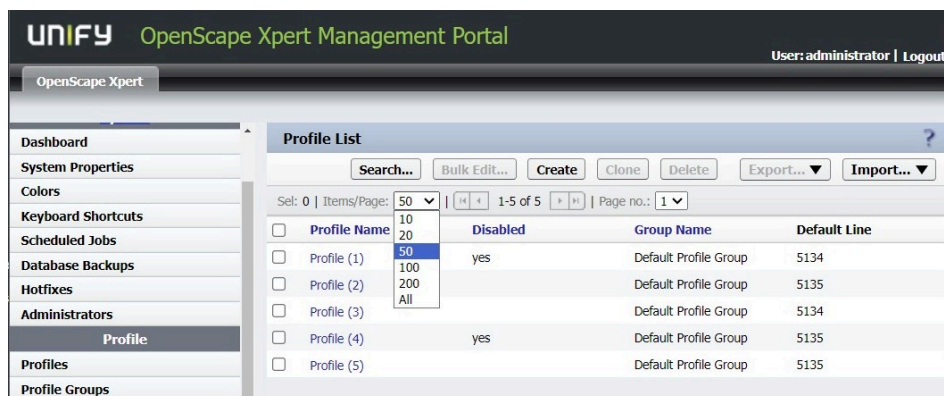 UNIFY OpenScape Xpert Management Portal
User: administrator | Logout
OpenScape Xpert
Dashboard
System Properties
Colors
Keyboard Shortcuts
Scheduled Jobs
Database Backups
Hotfixes
Administrators
Profile
Profiles
Profile Groups
Profile List ?
Search... Bulk Edit... Create Clone Delete Export... ▼ Import... ▼
Sel: 0 | Items/Page: 50 | 1-5 of 5 | Page no.: 1
10
20
50
100
200
All
Profile Name Disabled Group Name Default Line
Profile (1) yes Default Profile Group 5134
Profile (2) Default Profile Group 5135
Profile (3) Default Profile Group 5134
Profile (4) yes Default Profile Group 5135
Profile (5) Default Profile Group 5135